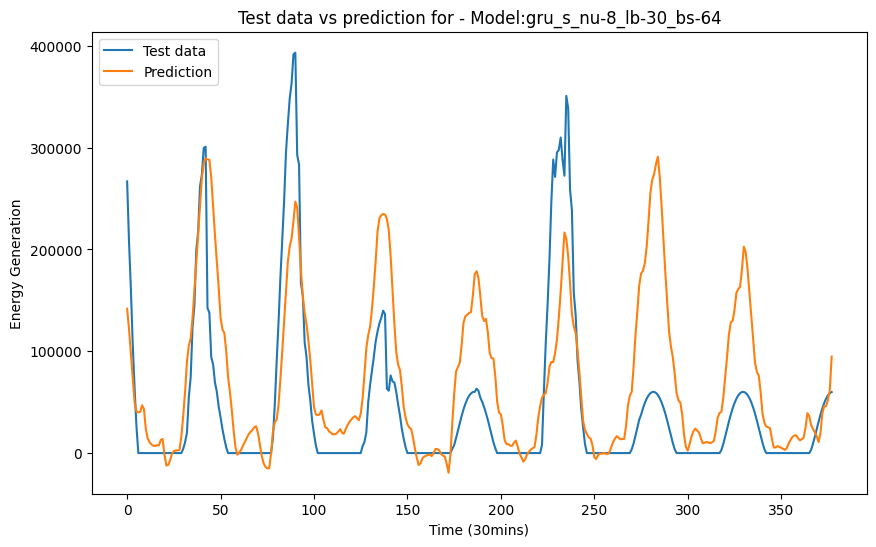 Test data vs prediction for - Model:gru_s_nu-8_lb-30_bs-64
Test data
Prediction
400000
300000
200000
100000
0
Energy Generation
0 50 100 150 200 250 300 350
Time (30mins)